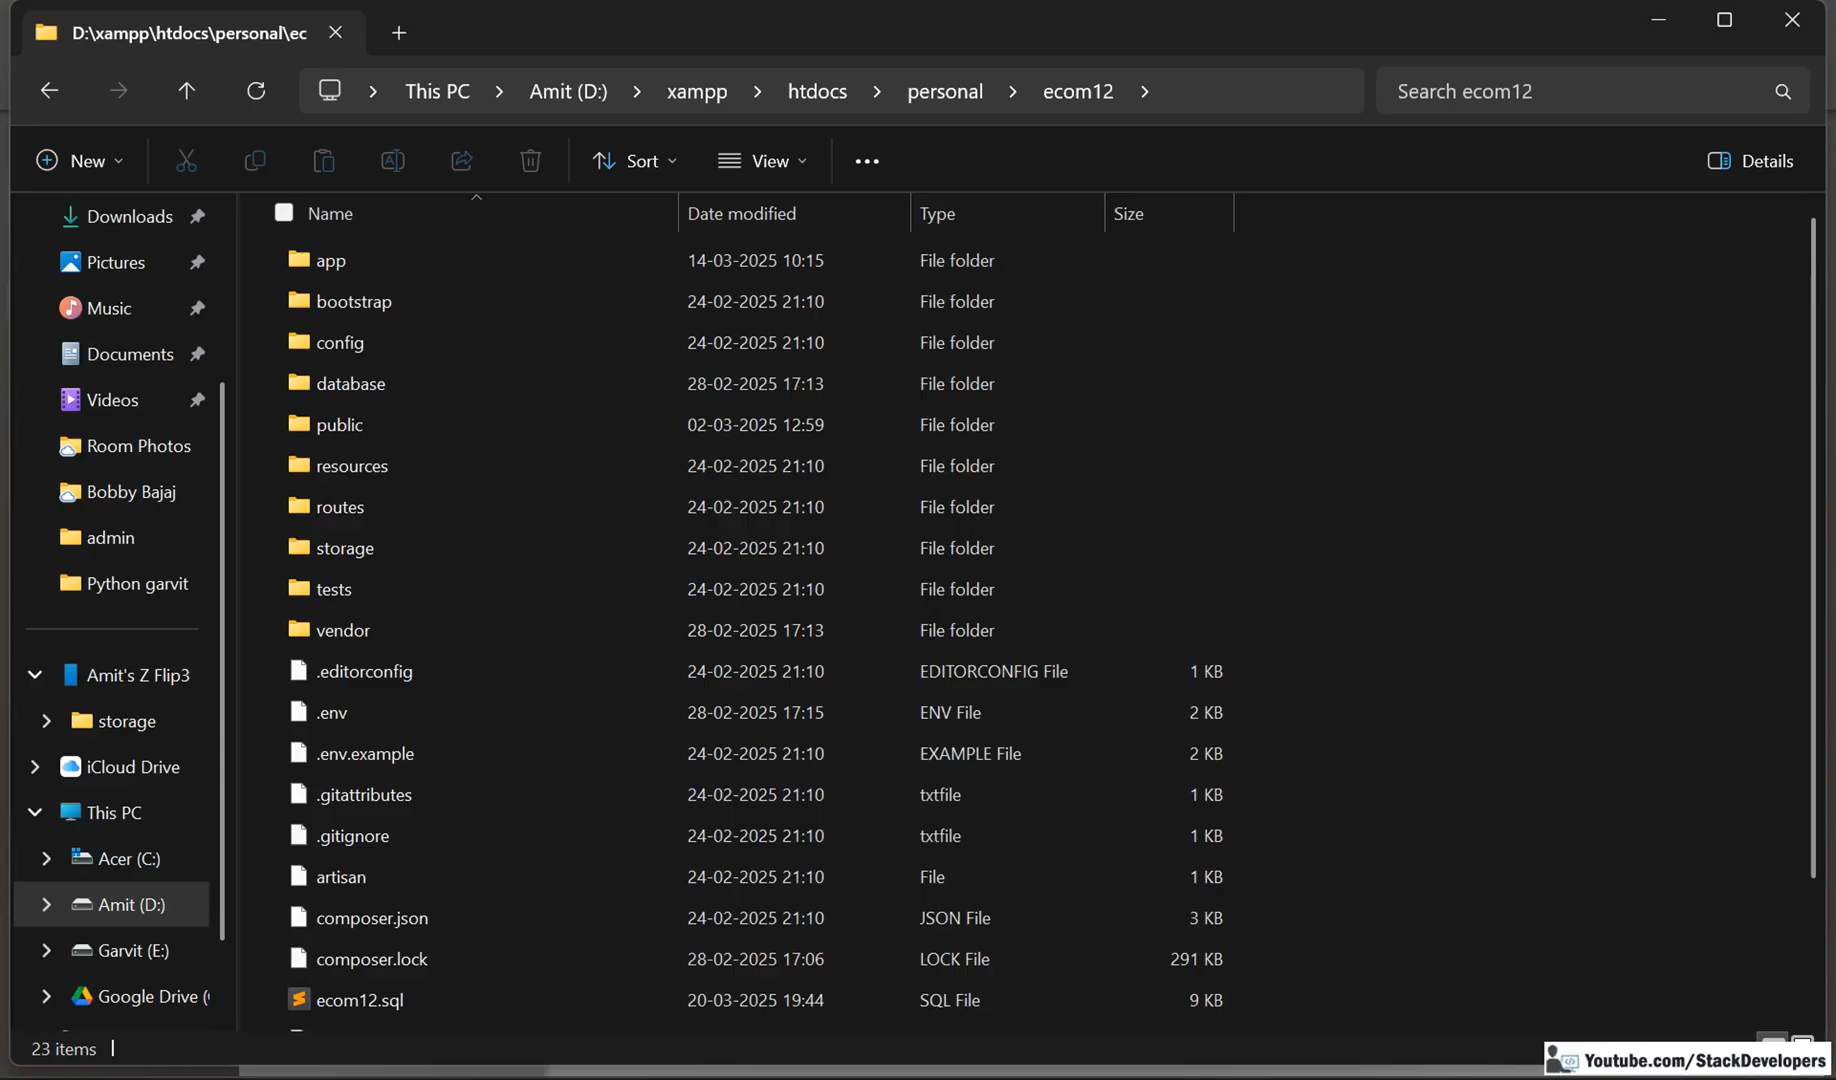 D:\xampp\htdocs\personal\ec
This PC > Amit (D:) > xampp > htdocs > personal > ecom12 >
Search ecom12
New
Sort
View
Details
Downloads
Pictures
Music
Documents
Videos
Room Photos
Bobby Bajaj
admin
Python garvit
Amit's Z Flip3
storage
iCloud Drive
This PC
Acer (C:)
Amit (D:)
Garvit (E:)
Google Drive (
Name Date modified Type Size
app 14-03-2025 10:15 File folder
bootstrap 24-02-2025 21:10 File folder
config 24-02-2025 21:10 File folder
database 28-02-2025 17:13 File folder
public 02-03-2025 12:59 File folder
resources 24-02-2025 21:10 File folder
routes 24-02-2025 21:10 File folder
storage 24-02-2025 21:10 File folder
tests 24-02-2025 21:10 File folder
vendor 28-02-2025 17:13 File folder
.editorconfig 24-02-2025 21:10 EDITORCONFIG File 1 KB
.env 28-02-2025 17:15 ENV File 2 KB
.env.example 24-02-2025 21:10 EXAMPLE File 2 KB
.gitattributes 24-02-2025 21:10 txtfile 1 KB
.gitignore 24-02-2025 21:10 txtfile 1 KB
artisan 24-02-2025 21:10 File 1 KB
composer.json 24-02-2025 21:10 JSON File 3 KB
composer.lock 28-02-2025 17:06 LOCK File 291 KB
ecom12.sql 20-03-2025 19:44 SQL File 9 KB
23 items
Youtube.com/StackDevelopers